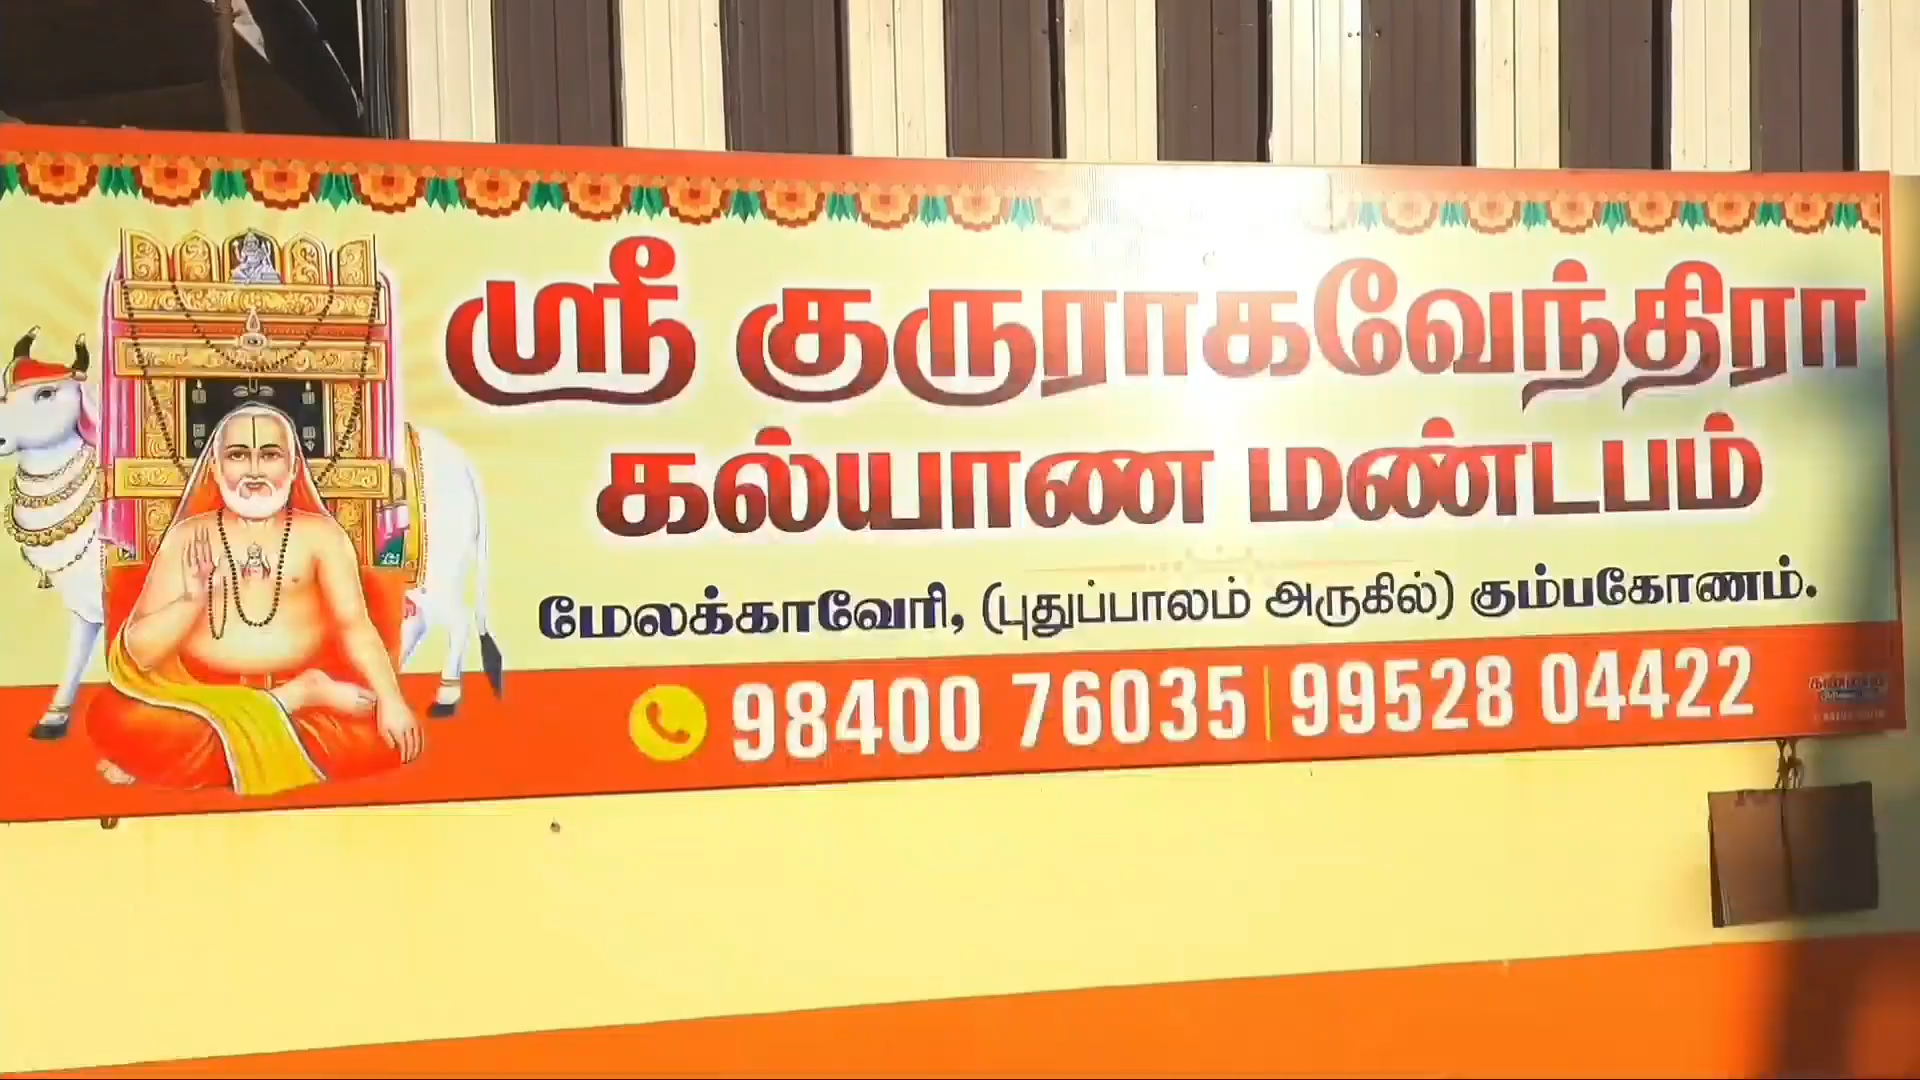 ஸ்ரீ குருராகவேந்திரா
கல்யாண மண்டபம்
மேலக்காவேரி, (புதுப்பாலம் அருகில்) கும்பகோணம்.
98400 76035 | 99528 04422